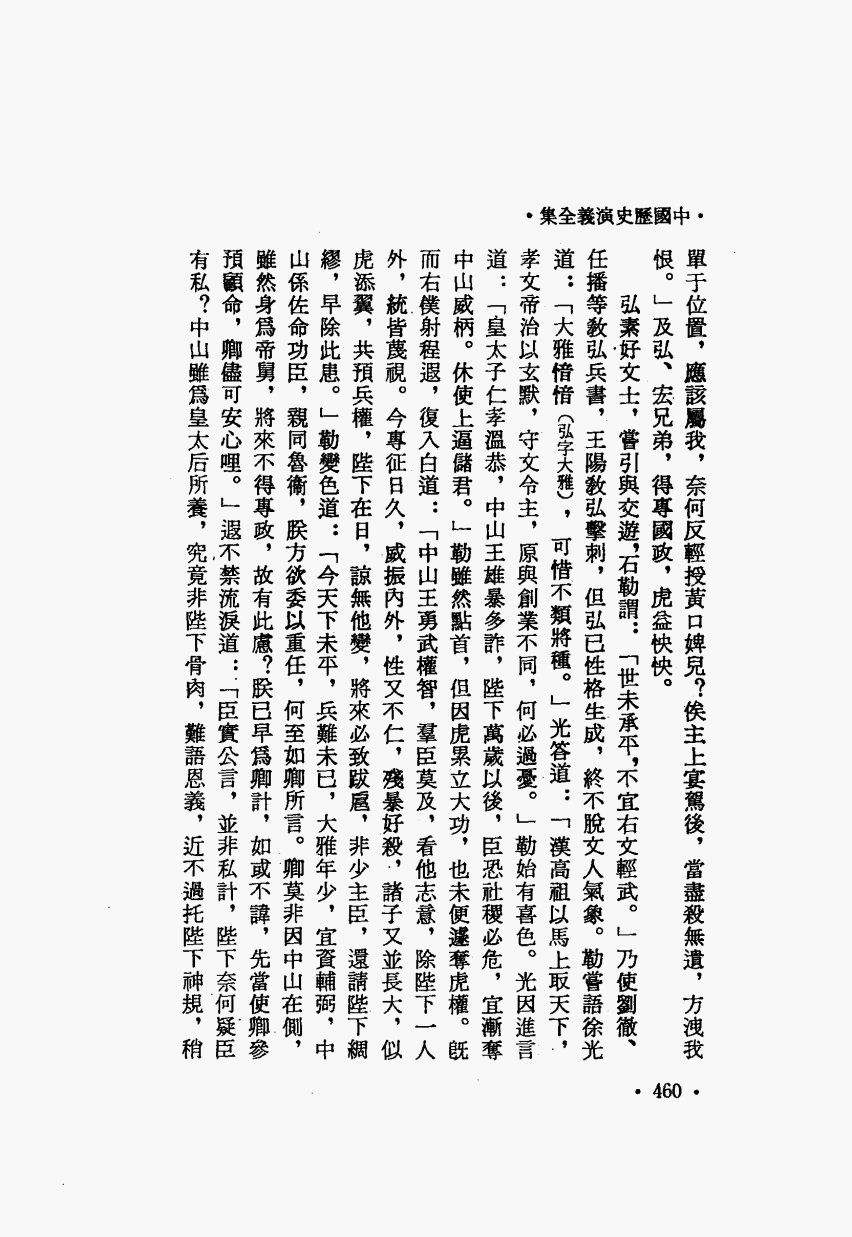 •中國歷史演義全集•
單于位置，應該屬我，奈何反輕授黃口婢兒？俟主上宴駕後，當盡殺無遺，方洩我
恨。」及弘、宏兄弟，得專國政，虎益怏怏。
弘素好文士，嘗引與交遊，石勒謂：「世未承平，不宜右文輕武。」乃使劉徹、
任播等教弘兵書，王陽教弘擊刺，但弘已性格生成，終不脫文人氣象。勒嘗語徐光
道：「大雅愔愔（弘字大雅），可惜不類將種。」光答道：「漢高祖以馬上取天下，
孝文帝治以玄默，守文令主，原與創業不同，何必過憂。」勒始有喜色。光因進言
道：「皇太子仁孝溫恭，中山王雄暴多詐，陛下萬歲以後，臣恐社稷必危，宜漸奪
中山威柄。休使上逼儲君。」勒雖然點首，但因虎累立大功，也未便遽奪虎權。既
而右僕射程遐，復入白道：「中山王勇武權智，羣臣莫及，看他志意，除陛下一人
外，統皆蔑視。今專征日久，威振內外，性又不仁，殘暴好殺，諸子又並長大，似
虎添翼，共預兵權，陛下在日，諒無他變，將來必致跋扈，非少主臣，還請陛下綢
繆，早除此患。」勒變色道：「今天下未平，兵難未已，大雅年少，宜資輔弼，中
山係佐命功臣，親同魯衞，朕方欲委以重任，何至如卿所言。卿莫非因中山在側，
雖然身爲帝舅，將來不得專政，故有此慮？朕已早爲卿計，如或不諱，先當使卿參
預顧命，卿儘可安心哩。」遐不禁流淚道：「臣實公言，並非私計，陛下奈何疑臣
有私？中山雖爲皇太后所養，究竟非陛下骨肉，難語恩義，近不過托陛下神規，稍
•460•